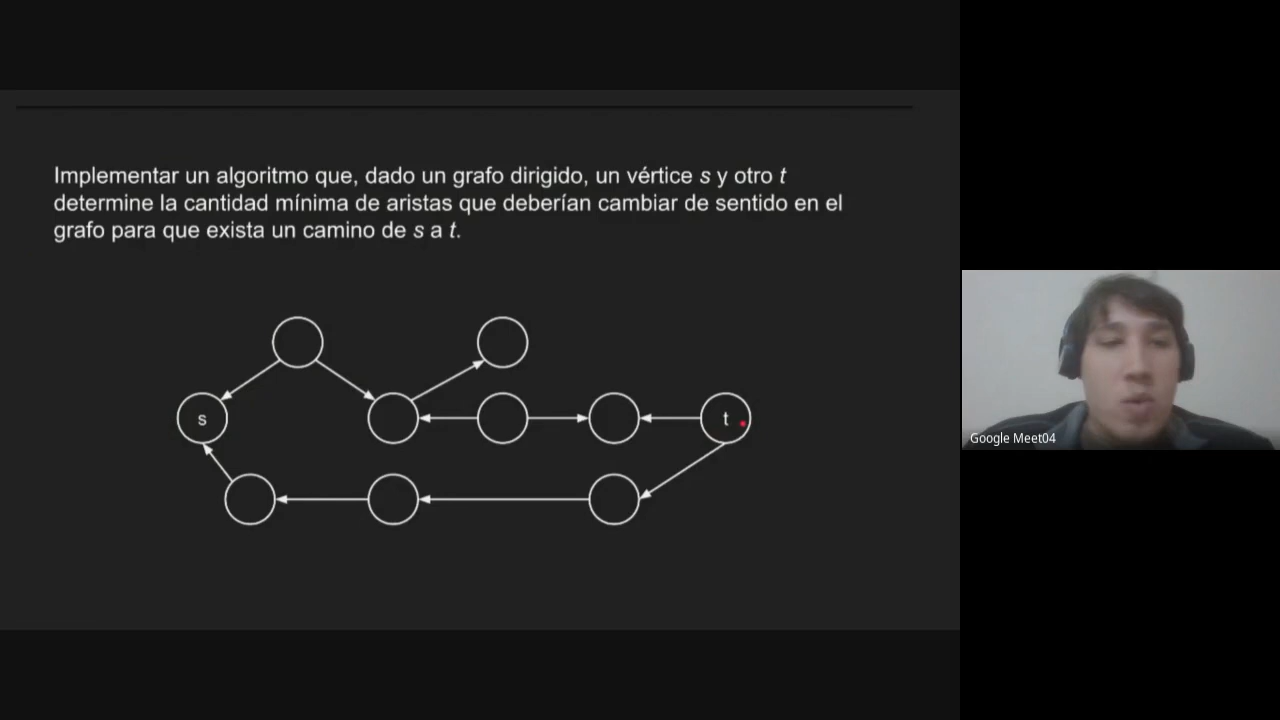 Implementar un algoritmo que, dado un grafo dirigido, un vértice s y otro t
determine la cantidad mínima de aristas que deberían cambiar de sentido en el
grafo para que exista un camino de s a t.
s
t
Google Meet04